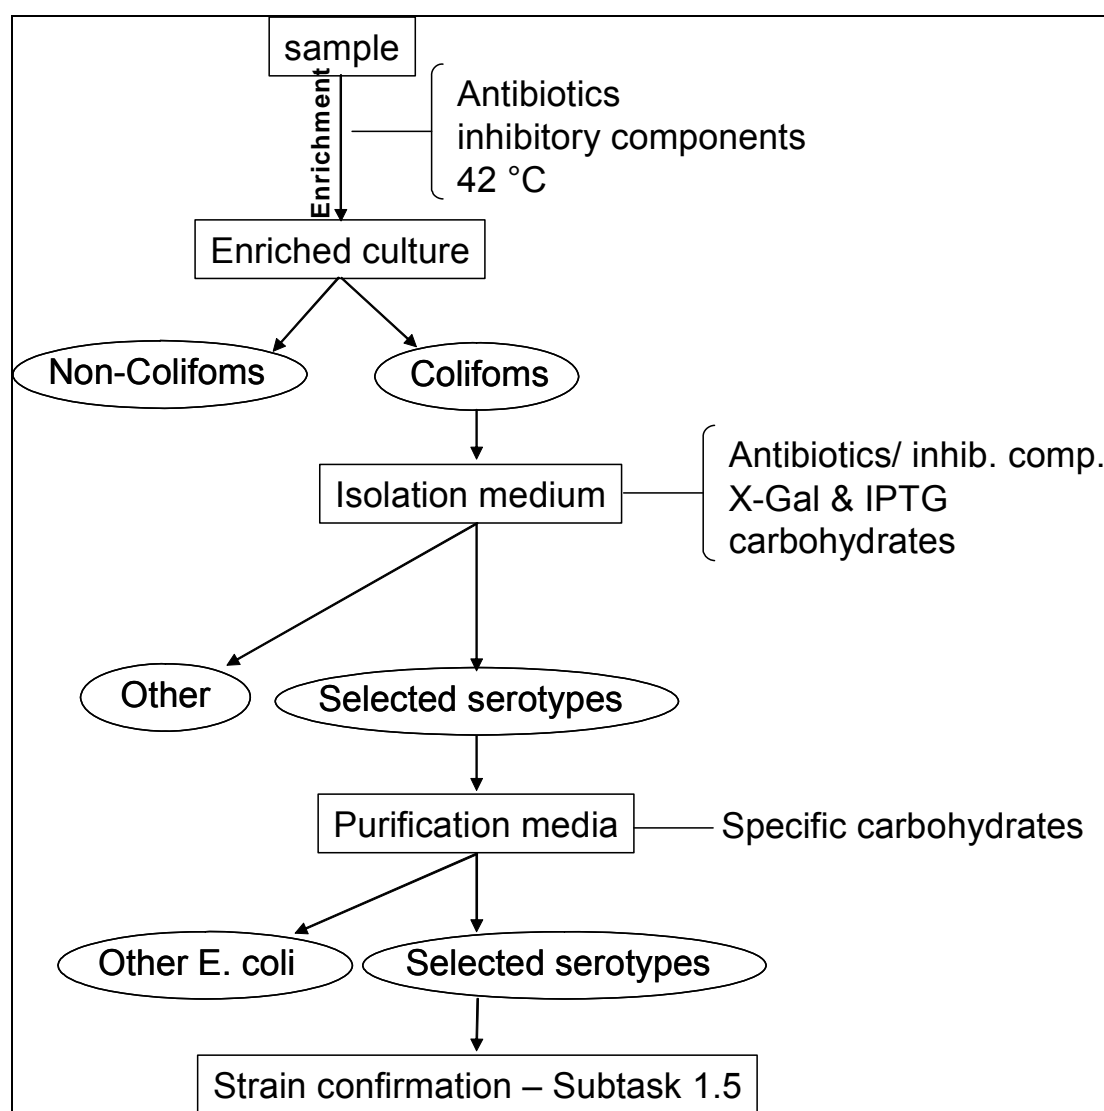 sample
Enrichment
Antibiotics
inhibitory components
42 °C
Enriched culture
Non-Colifoms
Colifoms
Isolation medium
Antibiotics/ inhib. comp.
X-Gal & IPTG
carbohydrates
Other
Selected serotypes
Purification media
Specific carbohydrates
Other E. coli
Selected serotypes
Strain confirmation – Subtask 1.5